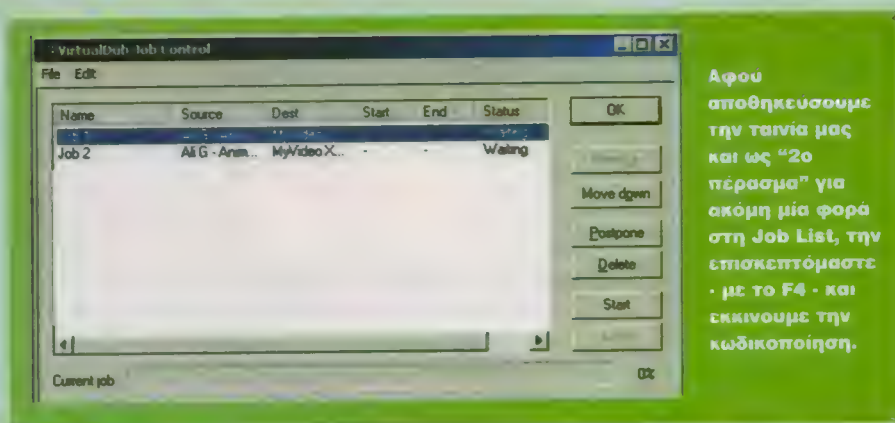 VirtualDub Job Control
File Edit
Name Source Dest Start End Status
Job 2 Ali G - Anim... MyVideo X... - - Waiting
OK
Move down
Postpone
Delete
Start
Current job 0%
Αφού
αποθηκεύσουμε
την ταινία μας
και ως "2ο
πέρασμα" για
ακόμη μία φορά
στη Job List, την
επισκεπτόμαστε
- με το F4 - και
εκκινουμε την
κωδικοποίηση.